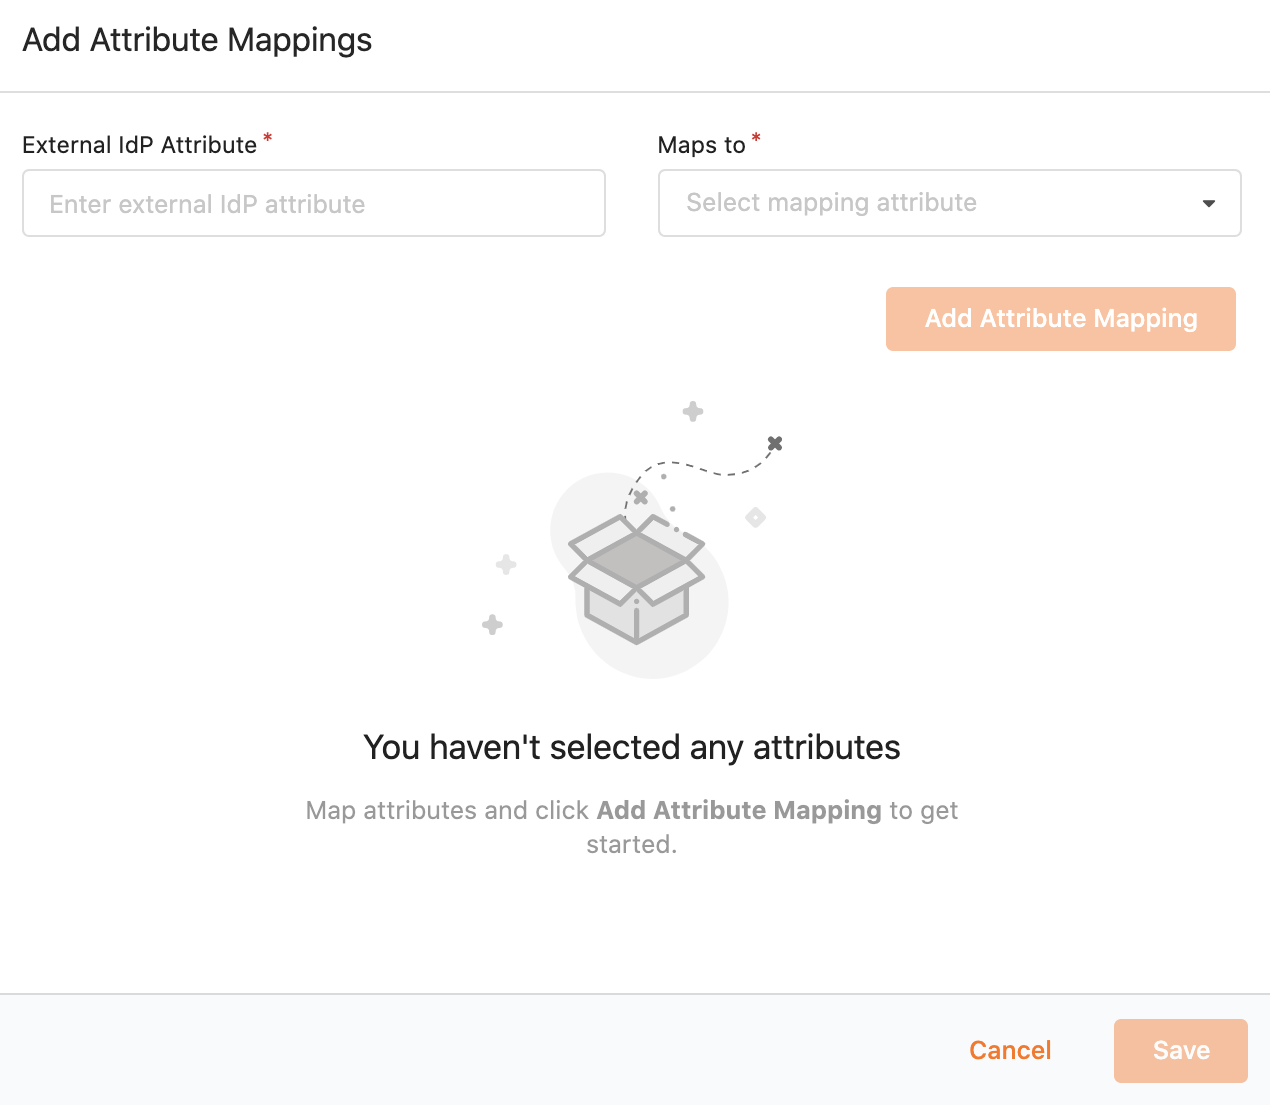 Add Attribute Mappings
External IdP Attribute *
Maps to *
Enter external IdP attribute
Select mapping attribute
Add Attribute Mapping
You haven't selected any attributes
Map attributes and click Add Attribute Mapping to get
started.
Cancel
Save